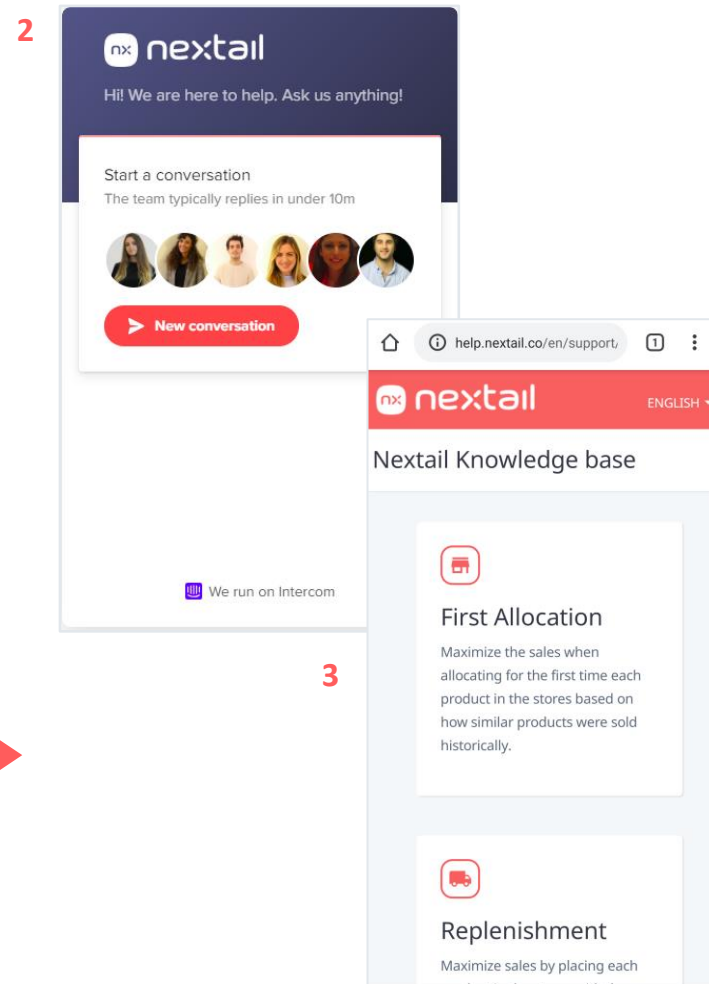 2
nx nextail
Hi! We are here to help. Ask us anything!
Start a conversation
The team typically replies in under 10m
New conversation
We run on Intercom
3
help.nextail.co/en/support/
1
nx nextail
ENGLISH
Nextail Knowledge base
First Allocation
Maximize the sales when
allocating for the first time each
product in the stores based on
how similar products were sold
historically.
Replenishment
Maximize sales by placing each